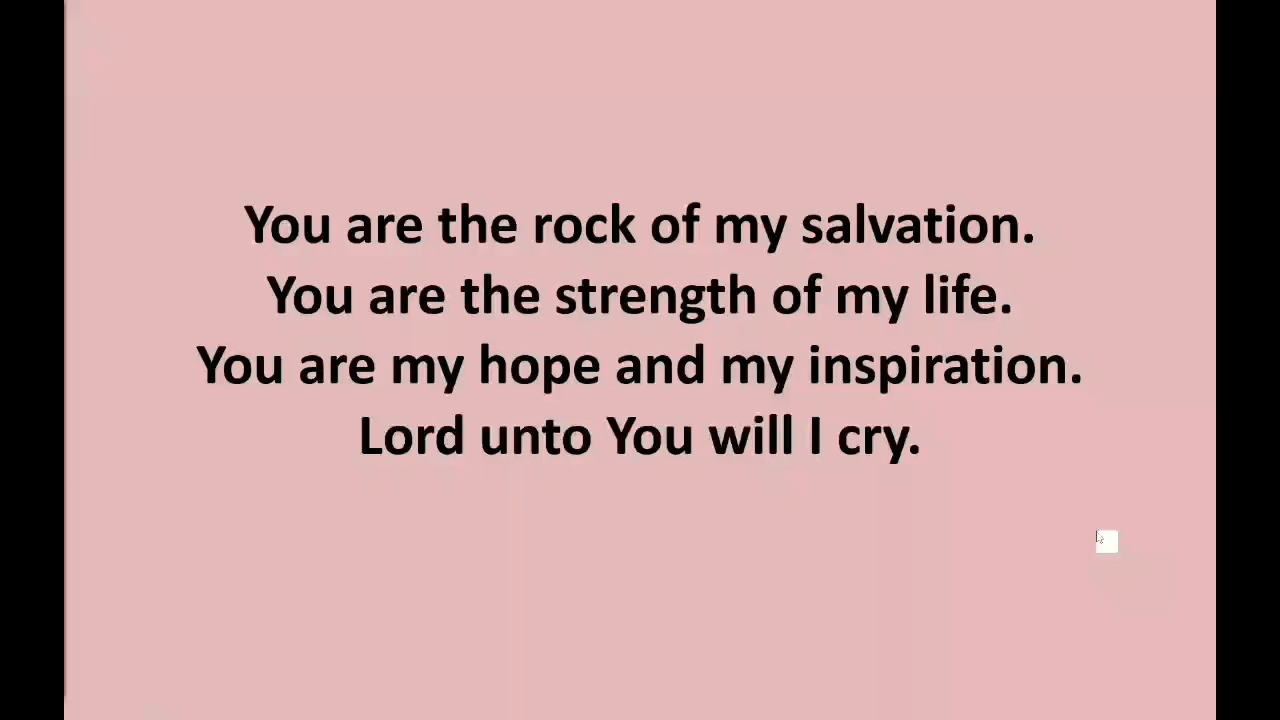 You are the rock of my salvation.
You are the strength of my life.
You are my hope and my inspiration.
Lord unto You will I cry.